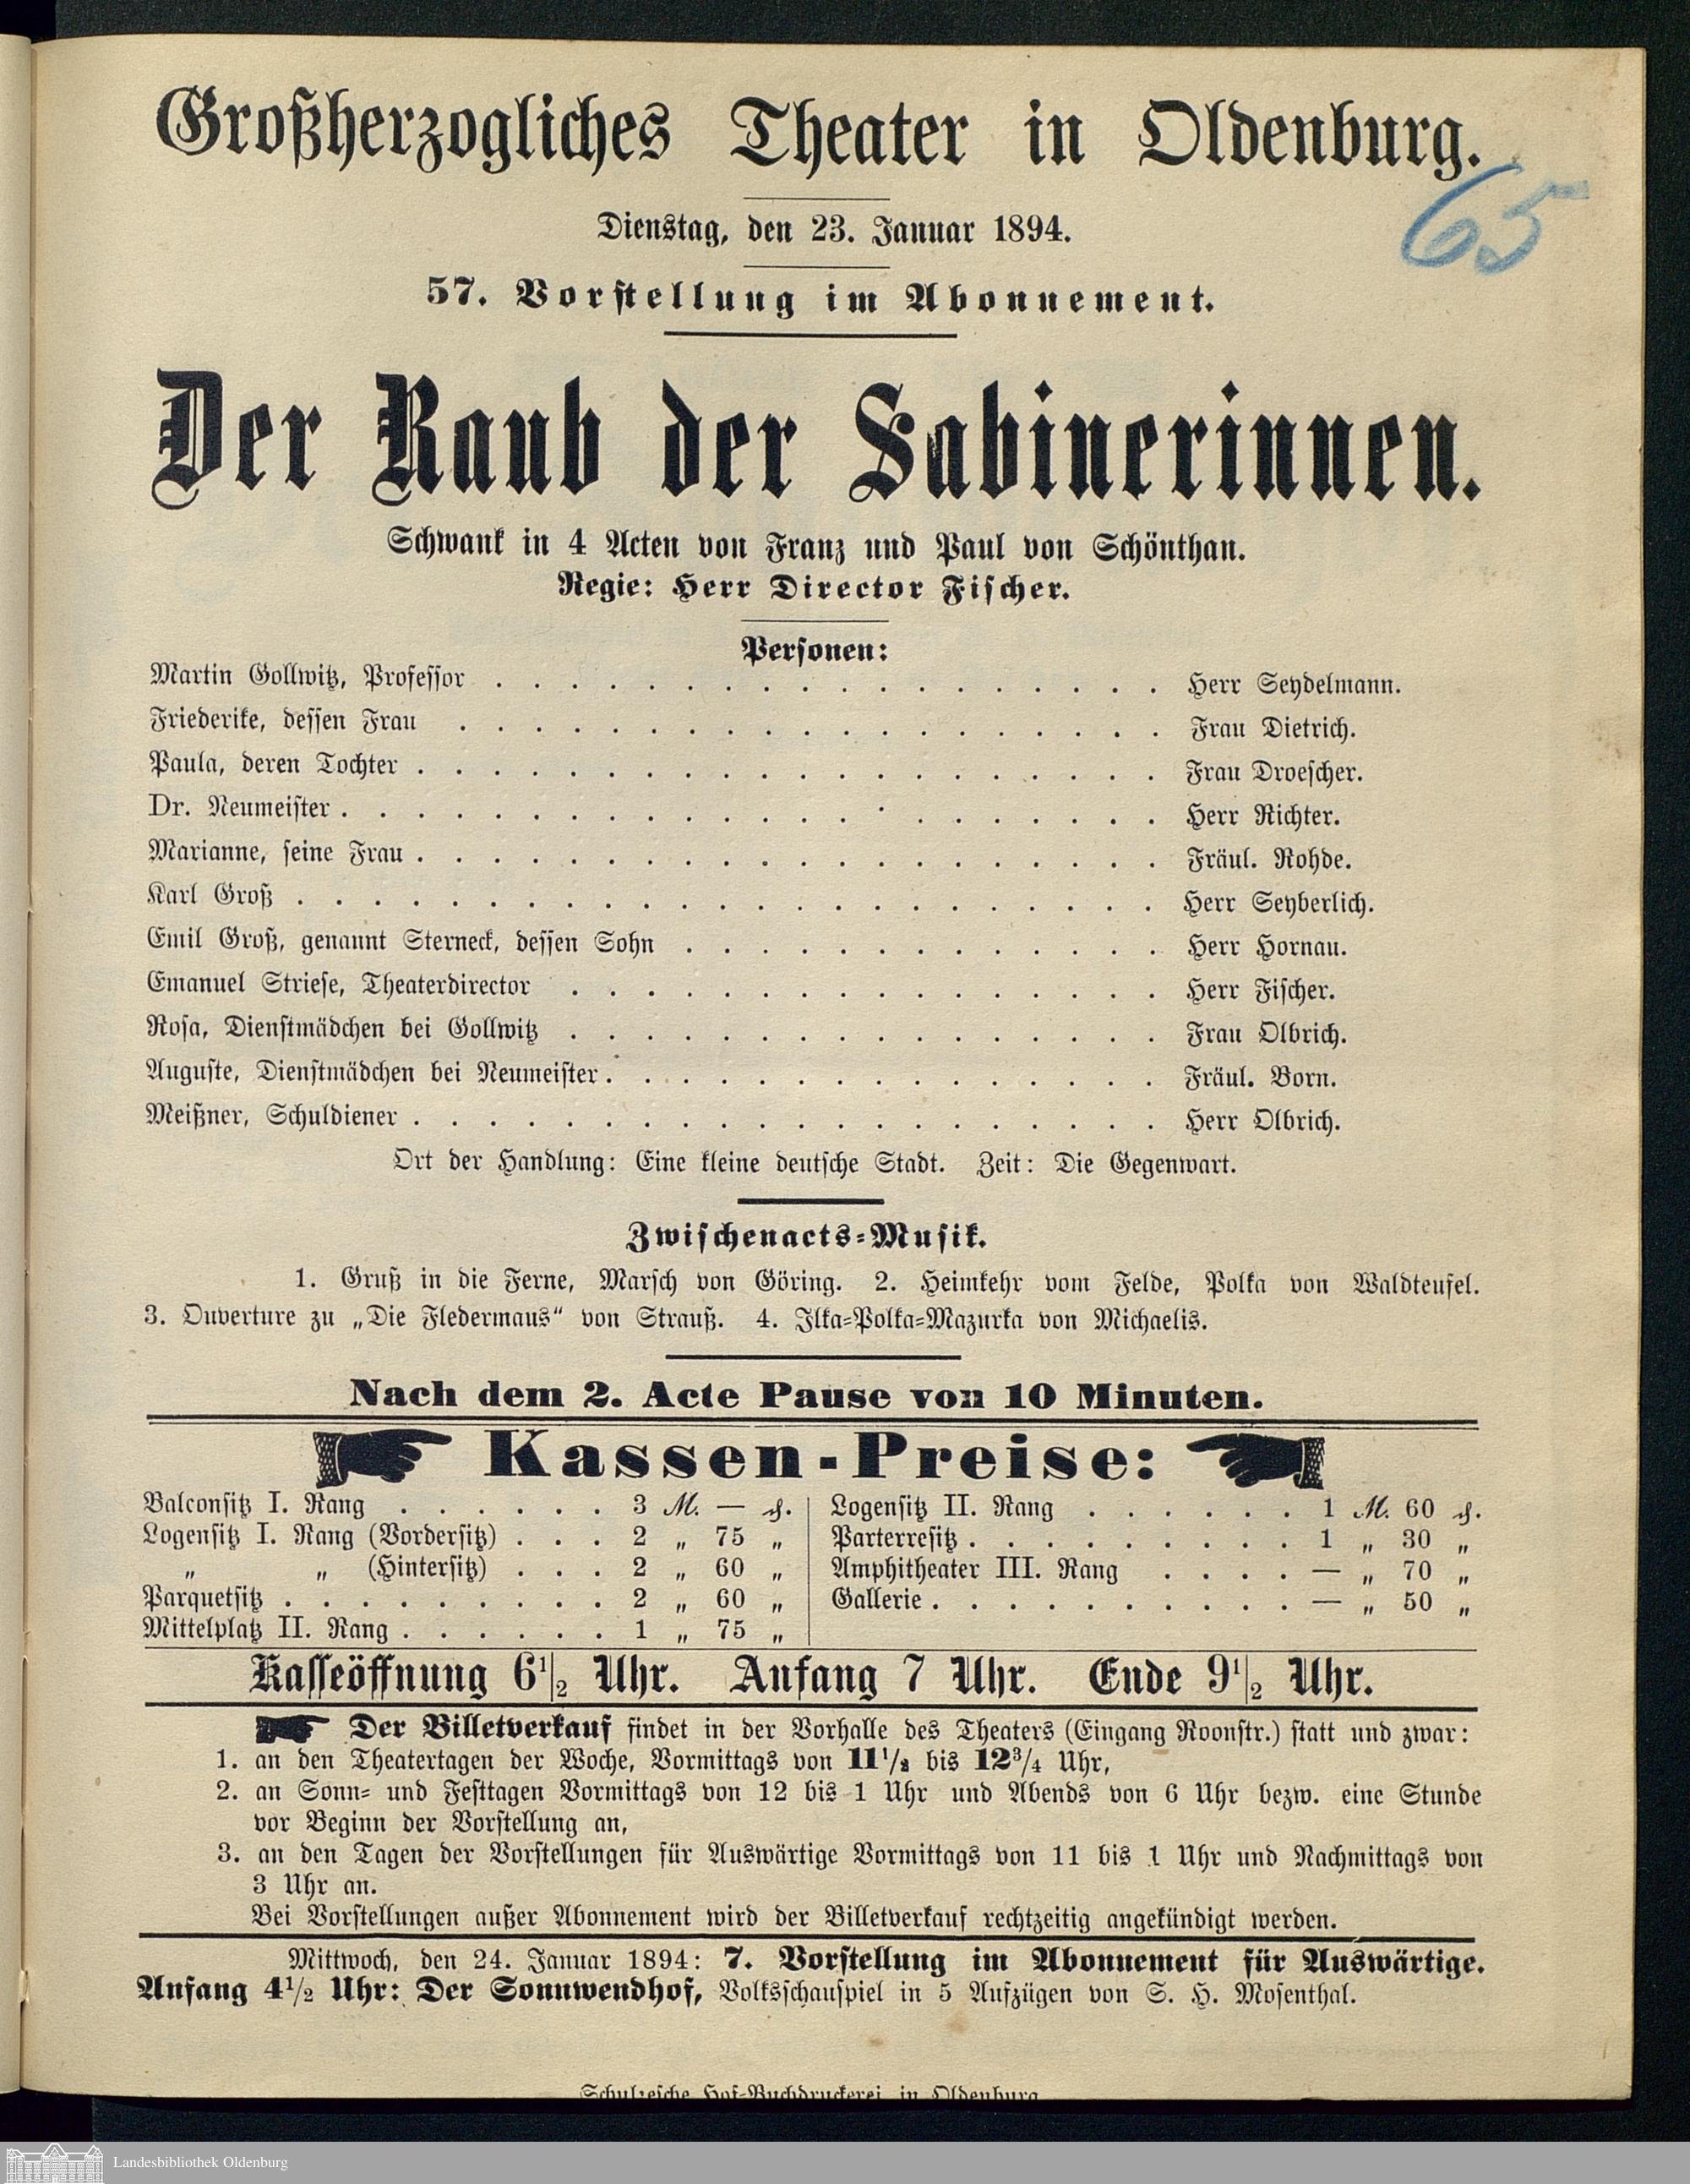 Großherzogliches Theater in Oldenburg.
65
Dienstag, den 23. Januar 1894.
57. Vorstellung im Abonnement.
Der Raub der Sabinerinnen.
Schwank in 4 Acten von Franz und Paul von Schönthan.
Regie: Herr Director Fischer.
Personen:
Martin Gollwitz, Professor . . . . . . . . . . . . . . . . . . Herr Seydelmann.
Friederike, dessen Frau . . . . . . . . . . . . . . . . . . . Frau Dietrich.
Paula, deren Tochter . . . . . . . . . . . . . . . . . . . . Frau Droescher.
Dr. Neumeister . . . . . . . . . . . . . . . . . . . . . . Herr Richter.
Marianne, seine Frau . . . . . . . . . . . . . . . . . . . . Fräul. Rohde.
Karl Groß . . . . . . . . . . . . . . . . . . . . . . . Herr Seyberlich.
Emil Groß, genannt Sterneck, dessen Sohn . . . . . . . . . . . . . Herr Hornau.
Emanuel Striese, Theaterdirector . . . . . . . . . . . . . . . . Herr Fischer.
Rosa, Dienstmädchen bei Gollwitz . . . . . . . . . . . . . . . . Frau Olbrich.
Auguste, Dienstmädchen bei Neumeister . . . . . . . . . . . . . . . Fräul. Born.
Meißner, Schuldiener . . . . . . . . . . . . . . . . . . . . Herr Olbrich.
Ort der Handlung: Eine kleine deutsche Stadt. Zeit: Die Gegenwart.
Zwischenacts-Musik.
1. Gruß in die Ferne, Marsch von Göring. 2. Heimkehr vom Felde, Polka von Waldteufel.
3. Ouverture zu „Die Fledermaus“ von Strauß. 4. Ilka-Polka-Mazurka von Michaelis.
Nach dem 2. Acte Pause von 10 Minuten.
Kassen-Preise:
Balconsitz I. Rang . . . . . . 3 M. — ₰.
Logensitz I. Rang (Vordersitz) . . . 2 „ 75 „
„ „ (Hintersitz) . . . 2 „ 60 „
Parquetsitz . . . . . . . . . 2 „ 60 „
Mittelplatz II. Rang . . . . . . 1 „ 75 „
Logensitz II. Rang . . . . . . 1 M. 60 ₰.
Parterresitz . . . . . . . . . 1 „ 30 „
Amphitheater III. Rang . . . . — „ 70 „
Gallerie . . . . . . . . . . — „ 50 „
Kasseöffnung 6 1/2 Uhr. Anfang 7 Uhr. Ende 9 1/2 Uhr.
Der Billetverkauf findet in der Vorhalle des Theaters (Eingang Roonstr.) statt und zwar:
1. an den Theatertagen der Woche, Vormittags von 11 1/2 bis 12 3/4 Uhr,
2. an Sonn- und Festtagen Vormittags von 12 bis 1 Uhr und Abends von 6 Uhr bezw. eine Stunde
vor Beginn der Vorstellung an,
3. an den Tagen der Vorstellungen für Auswärtige Vormittags von 11 bis 1 Uhr und Nachmittags von
3 Uhr an.
Bei Vorstellungen außer Abonnement wird der Billetverkauf rechtzeitig angekündigt werden.
Mittwoch, den 24. Januar 1894: 7. Vorstellung im Abonnement für Auswärtige.
Anfang 4 1/2 Uhr: Der Sonnwendhof, Volksschauspiel in 5 Aufzügen von S. H. Mosenthal.
Schulzesche Hof-Buchdruckerei in Oldenburg
Landesbibliothek Oldenburg